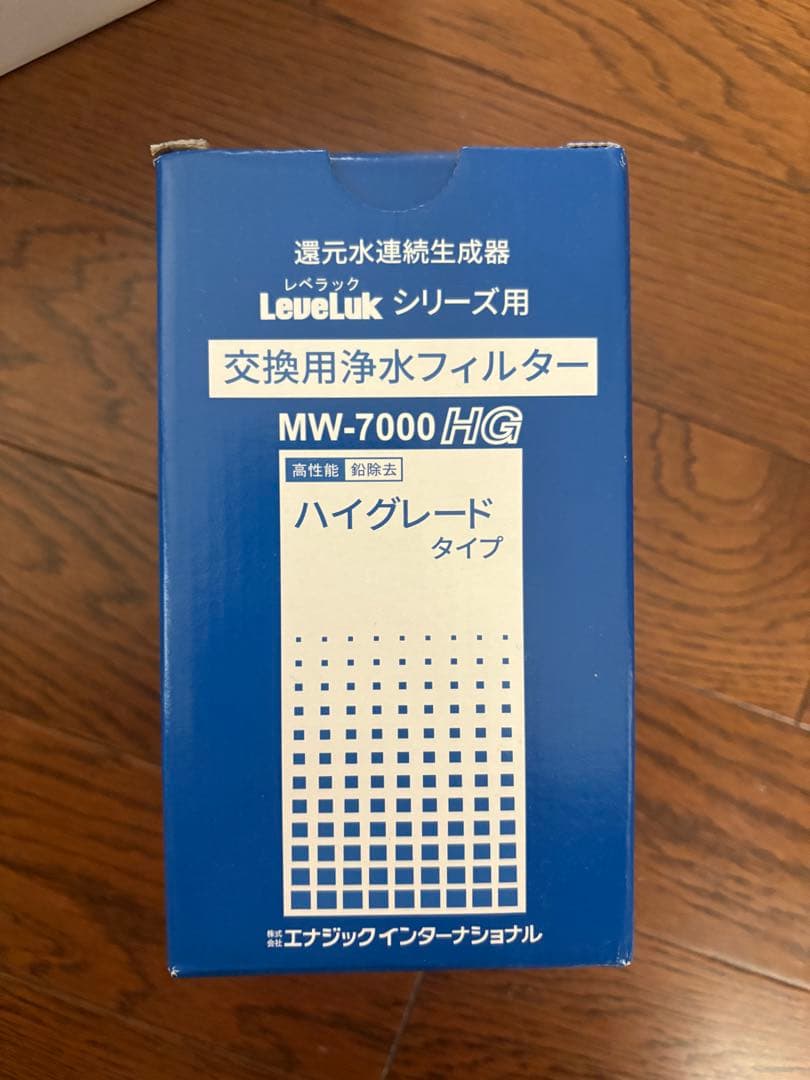 還元水連続生成器
レベラック
LeveLuk シリーズ用
交換用浄水フィルター
MW-7000 HG
高性能 鉛除去
ハイグレード
タイプ
株式会社 エナジックインターナショナル